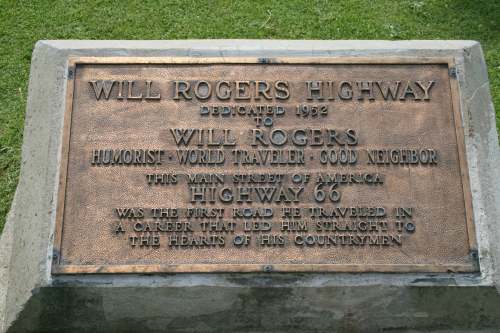 WILL ROGERS HIGHWAY
DEDICATED 1952
TO
WILL ROGERS
HUMORIST · WORLD TRAVELER · GOOD NEIGHBOR
THIS MAIN STREET OF AMERICA
HIGHWAY 66
WAS THE FIRST ROAD HE TRAVELED IN
A CAREER THAT LED HIM STRAIGHT TO
THE HEARTS OF HIS COUNTRYMEN